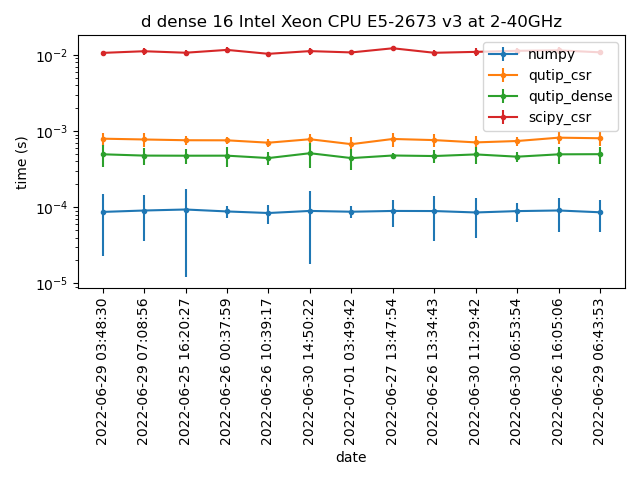 d dense 16 Intel Xeon CPU E5-2673 v3 at 2-40GHz
time (s)
10⁻²
10⁻³
10⁻⁴
10⁻⁵
numpy
qutip_csr
qutip_dense
scipy_csr
2022-06-29 03:48:30
2022-06-29 07:08:56
2022-06-25 16:20:27
2022-06-26 00:37:59
2022-06-26 10:39:17
2022-06-30 14:50:22
2022-07-01 03:49:42
2022-06-27 13:47:54
2022-06-26 13:34:43
2022-06-30 11:29:42
2022-06-30 06:53:54
2022-06-26 16:05:06
2022-06-29 06:43:53
date